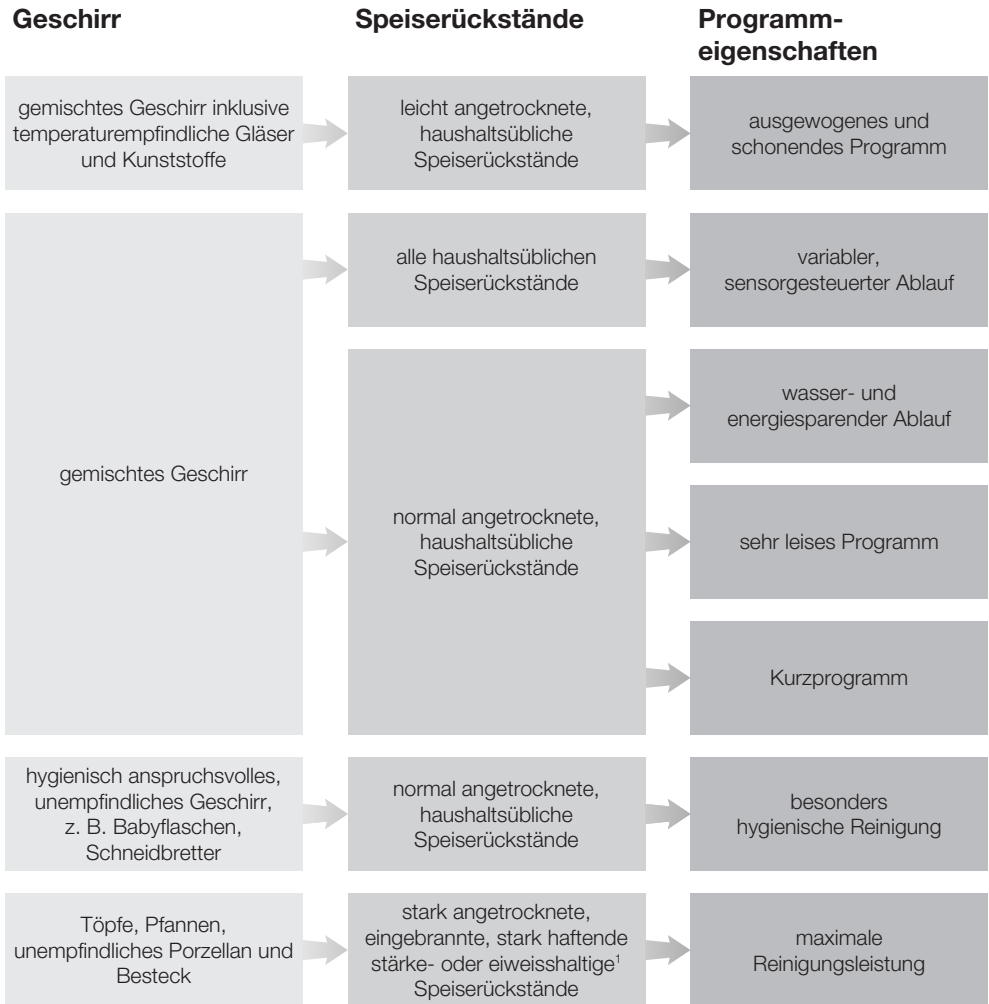 Geschirr
Speiserückstände
Programm-
eigenschaften
gemischtes Geschirr inklusive
temperaturempfindliche Gläser
und Kunststoffe
leicht angetrocknete,
haushaltsübliche
Speiserückstände
ausgewogenes und
schonendes Programm
gemischtes Geschirr
alle haushaltsüblichen
Speiserückstände
variabler,
sensorgesteuerter Ablauf
normal angetrocknete,
haushaltsübliche
Speiserückstände
wasser- und
energiesparender Ablauf
sehr leises Programm
Kurzprogramm
hygienisch anspruchsvolles,
unempfindliches Geschirr,
z. B. Babyflaschen,
Schneidbretter
normal angetrocknete,
haushaltsübliche
Speiserückstände
besonders
hygienische Reinigung
Töpfe, Pfannen,
unempfindliches Porzellan und
Besteck
stark angetrocknete,
eingebrannte, stark haftende
stärke- oder eiweisshaltige¹
Speiserückstände
maximale
Reinigungsleistung